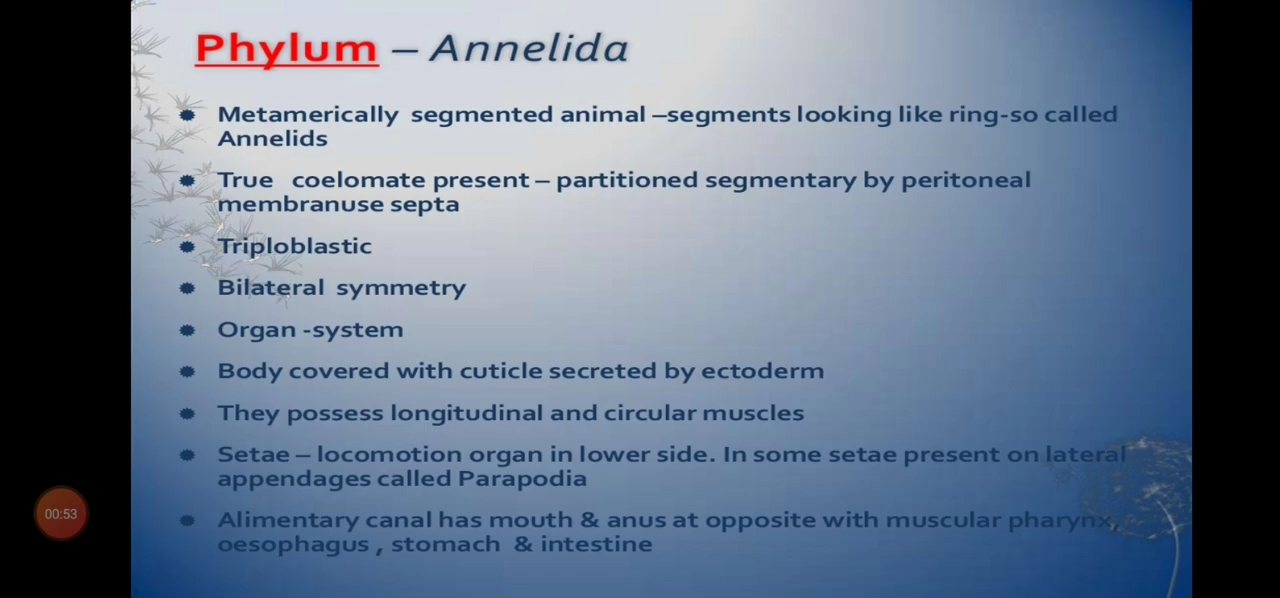 Phylum – Annelida
Metamerically segmented animal –segments looking like ring-so called
Annelids
True coelomate present – partitioned segmentary by peritoneal
membranuse septa
Triploblastic
Bilateral symmetry
Organ -system
Body covered with cuticle secreted by ectoderm
They possess longitudinal and circular muscles
Setae – locomotion organ in lower side. In some setae present on lateral
appendages called Parapodia
Alimentary canal has mouth & anus at opposite with muscular pharynx,
oesophagus , stomach & intestine
00:53